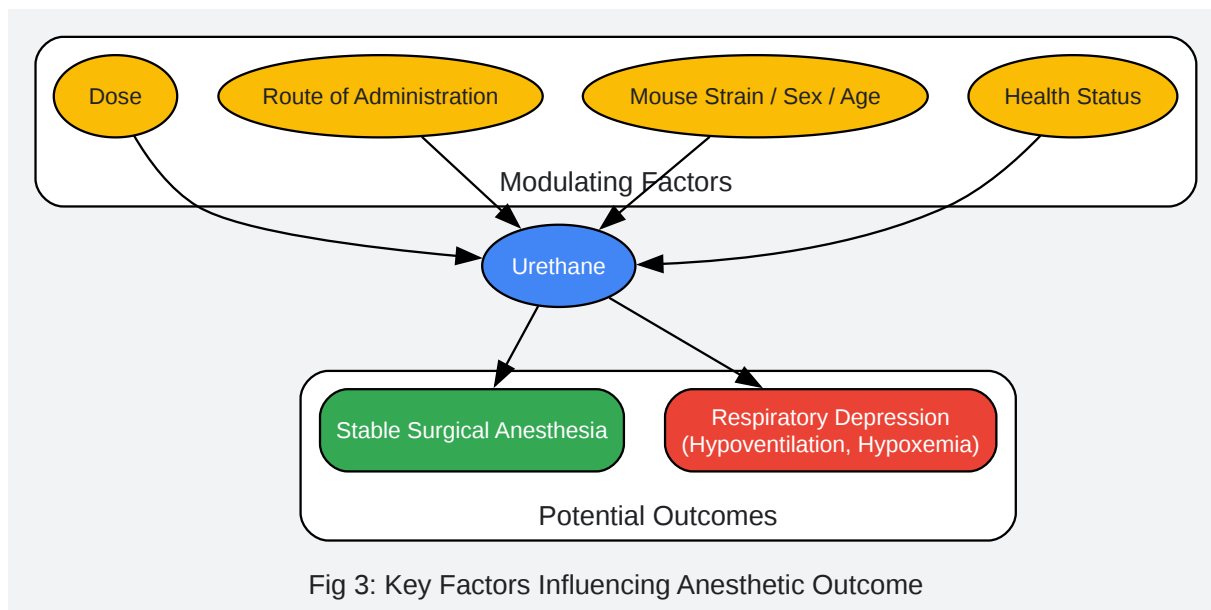 Dose
Route of Administration
Mouse Strain / Sex / Age
Health Status
Modulating Factors
Urethane
Stable Surgical Anesthesia
Respiratory Depression
(Hypoventilation, Hypoxemia)
Potential Outcomes
Fig 3: Key Factors Influencing Anesthetic Outcome